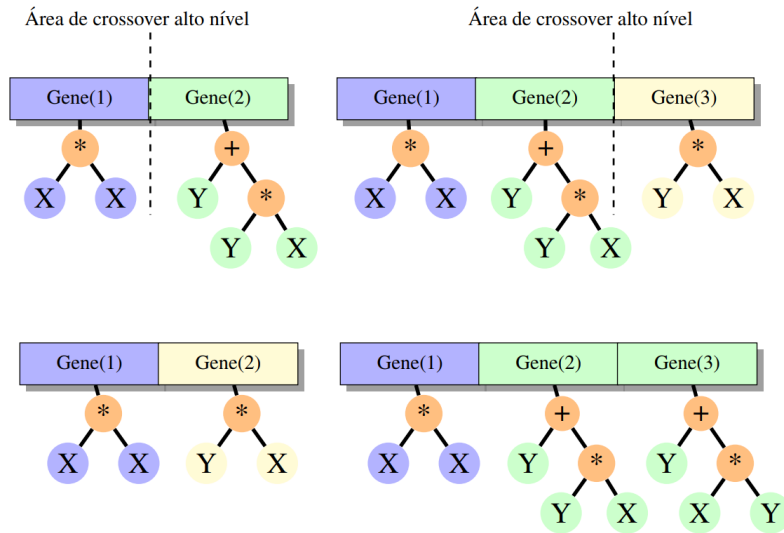 Área de crossover alto nível Área de crossover alto nível
Gene(1) Gene(2) Gene(1) Gene(2) Gene(3)
* + * + *
X X Y * X X Y * Y X
Y X Y X
Gene(1) Gene(2) Gene(1) Gene(2) Gene(3)
* * * + +
X X Y X X X Y * Y *
Y X X Y